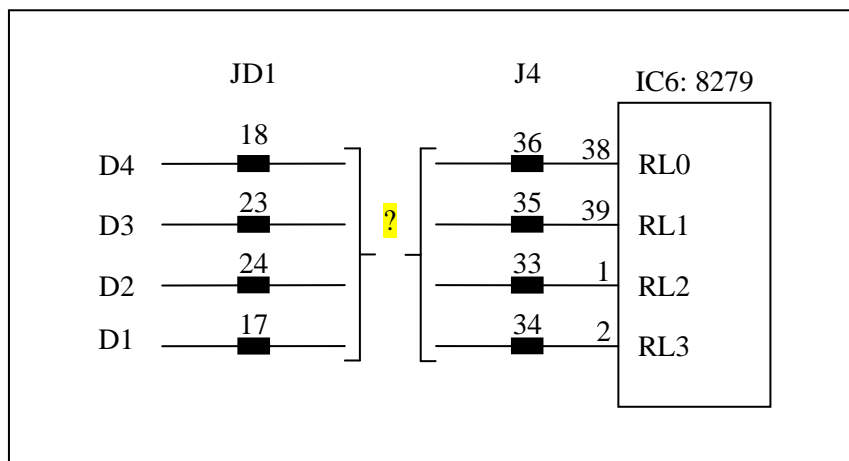 JD1 J4 IC6: 8279
D4 18 36 38 RL0
D3 23 ? 35 39 RL1
D2 24 33 1 RL2
D1 17 34 2 RL3